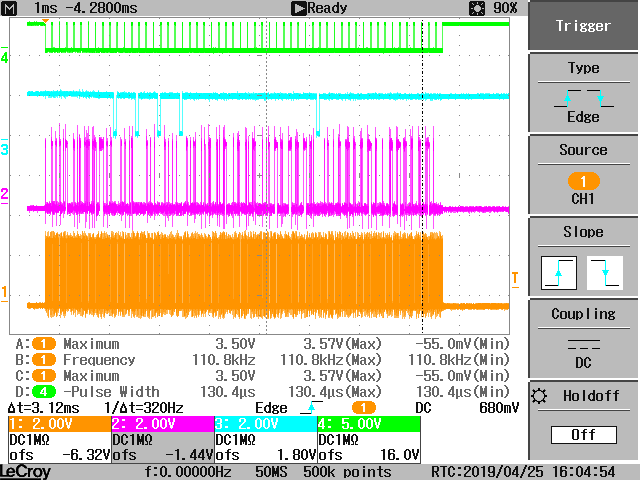 M 1ms -4.2800ms Ready 90%
Trigger
Type
Edge
Source
1
CH1
Slope
Coupling
DC
Holdoff
Off
4
3
2
1
T
A: 1 Maximum 3.50V 3.57V(Max) -55.0mV(Min)
B: 1 Frequency 110.8kHz 110.8kHz(Max) 110.8kHz(Min)
C: 1 Maximum 3.50V 3.57V(Max) -55.0mV(Min)
D: 4 -Pulse Width 130.4µs 130.4µs(Max) 130.4µs(Min)
Δt=3.12ms 1/Δt=320Hz Edge 1 DC 680mV
1: 2.00V 2: 2.00V 3: 2.00V 4: 5.00V
DC1MΩ DC1MΩ DC1MΩ DC1MΩ
ofs -6.32V ofs -1.44V ofs 1.80V ofs 16.0V
LeCroy f:0.00000Hz 50MS 500k points RTC:2019/04/25 16:04:54